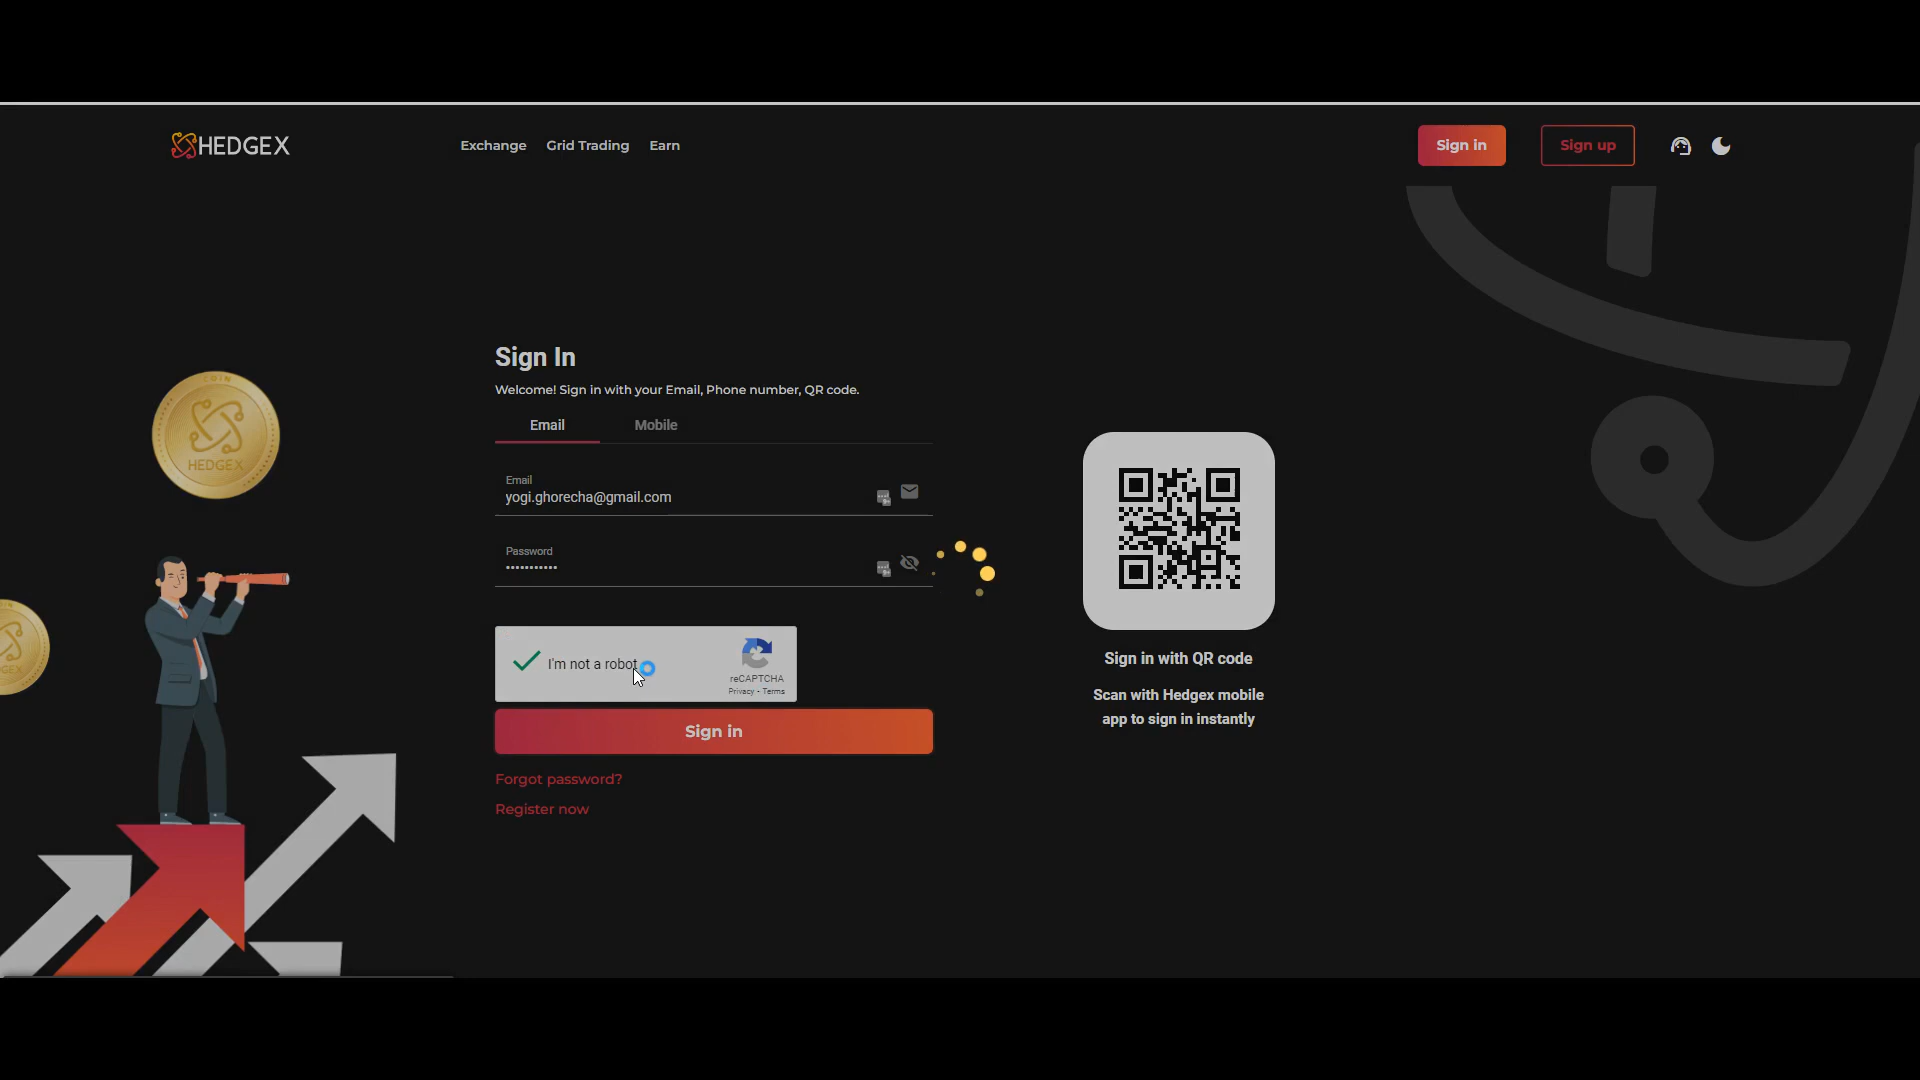 HEDGEX
Exchange Grid Trading Earn
Sign in
Sign up
COIN
HEDGEX
Sign In
Welcome! Sign in with your Email, Phone number, QR code.
Email Mobile
Email
yogi.ghorecha@gmail.com
Password
•••••••••••
I'm not a robot
reCAPTCHA
Privacy - Terms
Sign in
Forgot password?
Register now
Sign in with QR code
Scan with Hedgex mobile
app to sign in instantly